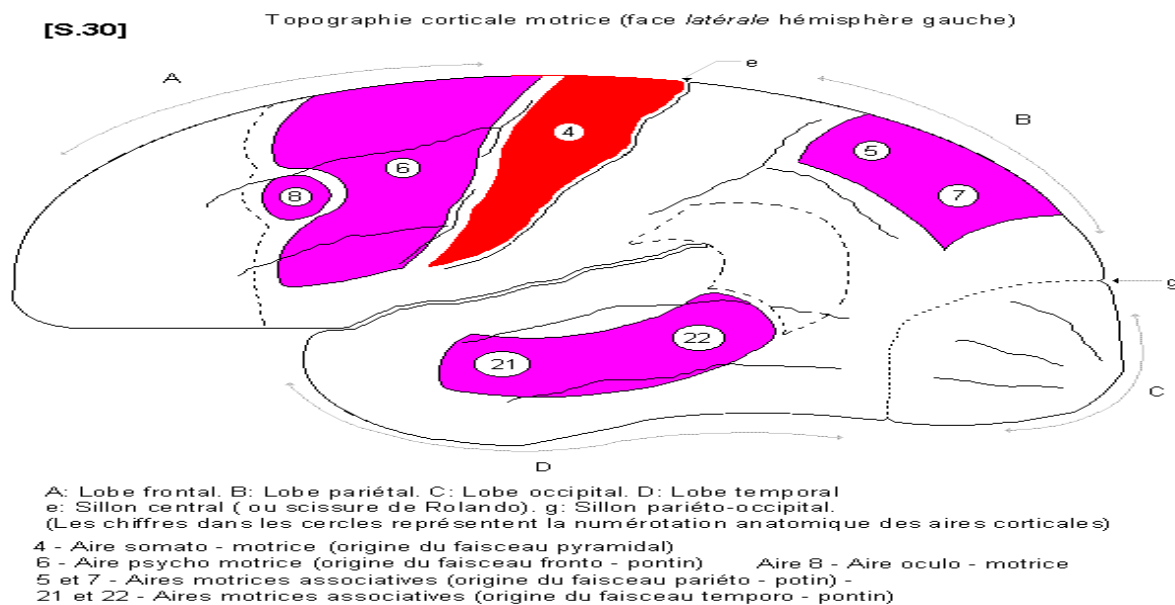 Topographie corticale motrice (face latérale hémisphère gauche)
[S.30]
e
A
B
4
5
6
8
7
g
22
21
C
D
A: Lobe frontal. B: Lobe pariétal. C: Lobe occipital. D: Lobe temporal
e: Sillon central ( ou scissure de Rolando). g: Sillon pariéto-occipital.
(Les chiffres dans les cercles représentent la numérotation anatomique des aires corticales)
4 - Aire somato - motrice (origine du faisceau pyramidal)
6 - Aire psycho motrice (origine du faisceau fronto - pontin) Aire 8 - Aire oculo - motrice
5 et 7 - Aires motrices associatives (origine du faisceau pariéto - potin) -
21 et 22 - Aires motrices associatives (origine du faisceau temporo - pontin)